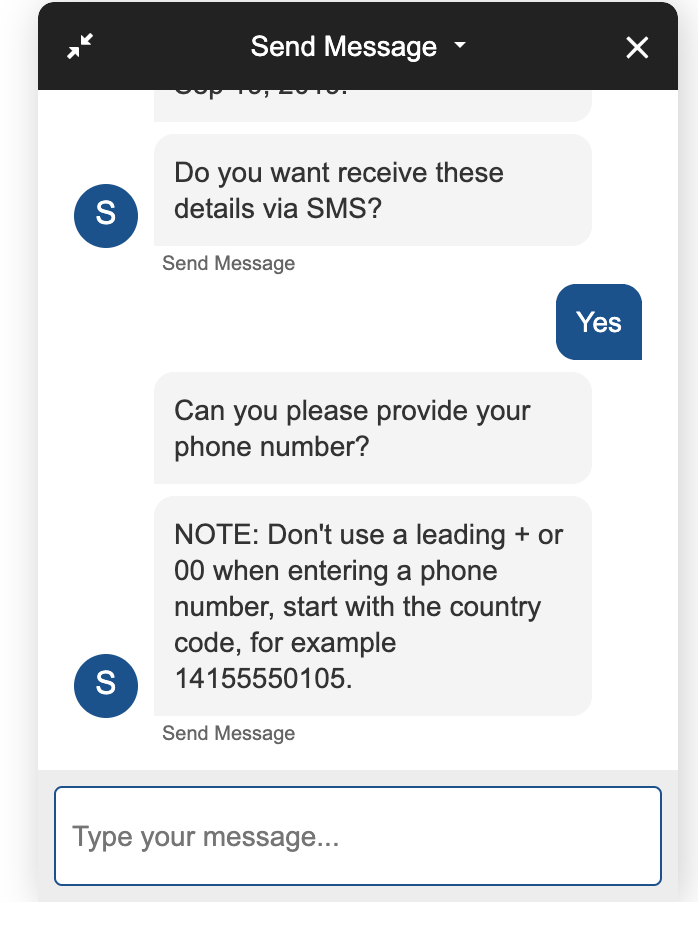 Send Message
Do you want receive these
details via SMS?
S
Send Message
Yes
Can you please provide your
phone number?
NOTE: Don't use a leading + or
00 when entering a phone
number, start with the country
code, for example
14155550105.
S
Send Message
Type your message...